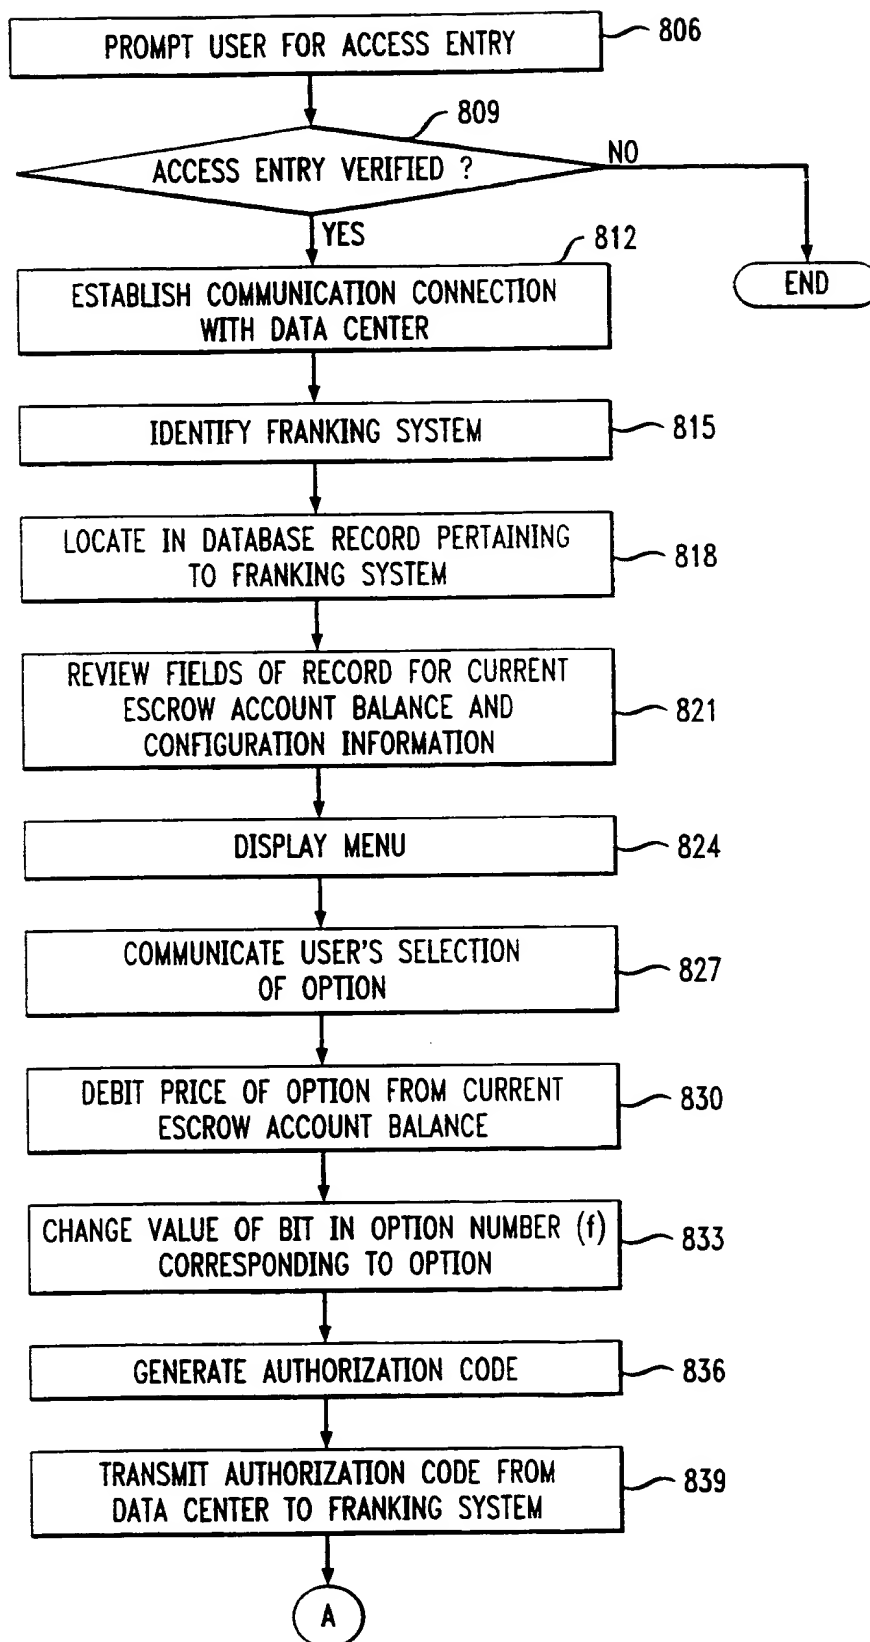 PROMPT USER FOR ACCESS ENTRY
806
809
ACCESS ENTRY VERIFIED ?
NO
YES
812
ESTABLISH COMMUNICATION CONNECTION
WITH DATA CENTER
END
IDENTIFY FRANKING SYSTEM
815
LOCATE IN DATABASE RECORD PERTAINING
TO FRANKING SYSTEM
818
REVIEW FIELDS OF RECORD FOR CURRENT
ESCROW ACCOUNT BALANCE AND
CONFIGURATION INFORMATION
821
DISPLAY MENU
824
COMMUNICATE USER'S SELECTION
OF OPTION
827
DEBIT PRICE OF OPTION FROM CURRENT
ESCROW ACCOUNT BALANCE
830
CHANGE VALUE OF BIT IN OPTION NUMBER (f)
CORRESPONDING TO OPTION
833
GENERATE AUTHORIZATION CODE
836
TRANSMIT AUTHORIZATION CODE FROM
DATA CENTER TO FRANKING SYSTEM
839
A